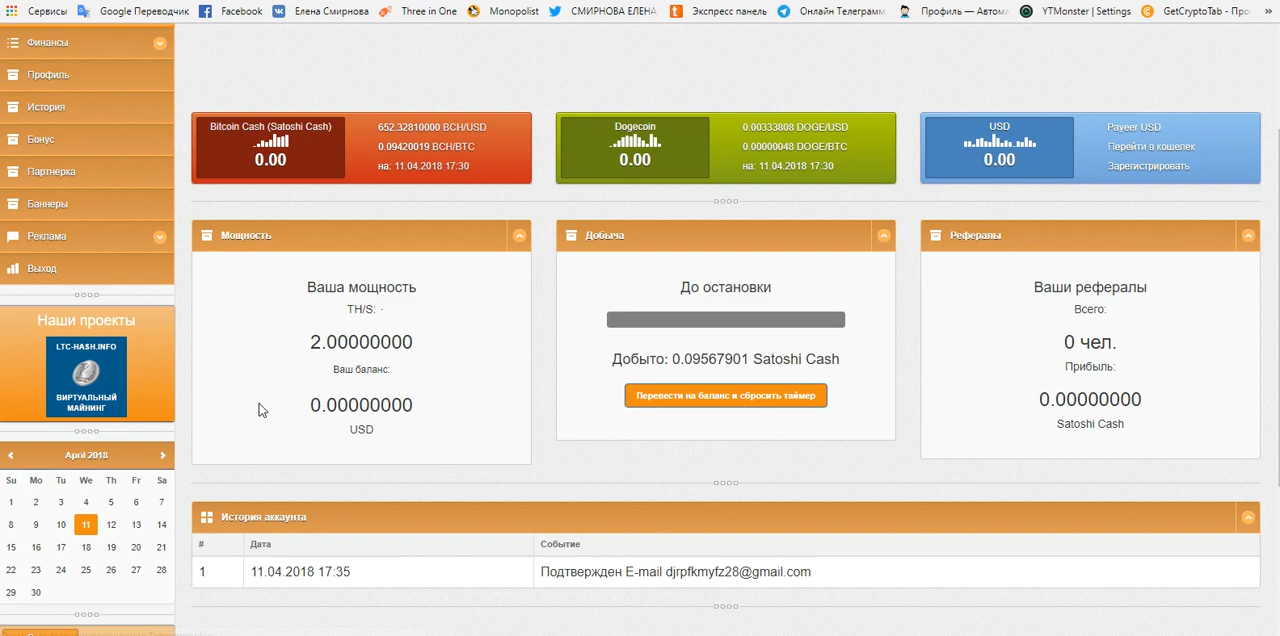 Сервисы
Google Переводчик
Facebook
Елена Смирнова
Three in One
Monopolist
СМИРНОВА ЕЛЕНА
Экспресс панель
Онлайн Телеграмм
Профиль — Автома
YTMonster | Settings
GetCryptoTab - Про
»
Финансы
Профиль
История
Бонус
Партнерка
Баннеры
Реклама
Выход
Наши проекты
LTC-HASH.INFO
ВИРТУАЛЬНЫЙ
МАЙНИНГ
April 2018
Su Mo Tu We Th Fr Sa
1 2 3 4 5 6 7
8 9 10 11 12 13 14
15 16 17 18 19 20 21
22 23 24 25 26 27 28
29 30
Bitcoin Cash (Satoshi Cash)
0.00
652.32810000 BCH/USD
0.09420019 BCH/BTC
на: 11.04.2018 17:30
Dogecoin
0.00
0.00333808 DOGE/USD
0.00000048 DOGE/BTC
на: 11.04.2018 17:30
USD
0.00
Payeer USD
Перейти в кошелек
Зарегистрировать
Мощность
Ваша мощность
TH/S: -
2.00000000
Ваш баланс:
0.00000000
USD
Добыча
До остановки
Добыто: 0.09567901 Satoshi Cash
Перевести на баланс и сбросить таймер
Рефералы
Ваши рефералы
Всего:
0 чел.
Прибыль:
0.00000000
Satoshi Cash
История аккаунта
# Дата Событие
1 11.04.2018 17:35 Подтвержден E-mail djrpfkmyfz28@gmail.com